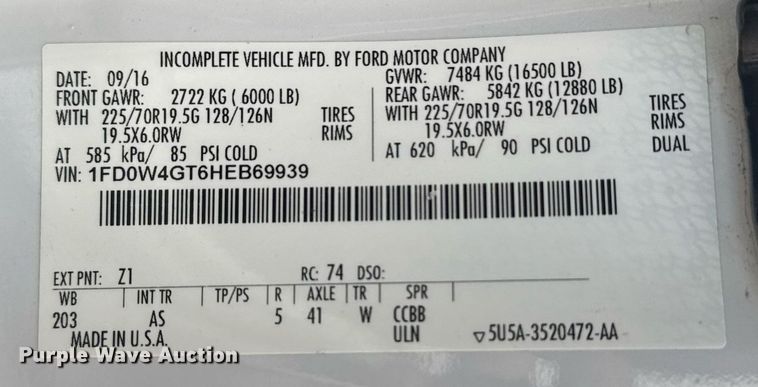 INCOMPLETE VEHICLE MFD. BY FORD MOTOR COMPANY
DATE: 09/16 GVWR: 7484 KG (16500 LB)
FRONT GAWR: 2722 KG ( 6000 LB) REAR GAWR: 5842 KG (12880 LB)
WITH 225/70R19.5G 128/126N TIRES WITH 225/70R19.5G 128/126N TIRES
19.5X6.0RW RIMS 19.5X6.0RW RIMS
AT 585 kPa/ 85 PSI COLD AT 620 kPa/ 90 PSI COLD DUAL
VIN: 1FD0W4GT6HEB69939
EXT PNT: Z1 RC: 74 DSO:
WB INT TR TP/PS R AXLE TR SPR
203 AS 5 41 W CCBB
MADE IN U.S.A. ULN ▽5U5A-3520472-AA
Purple Wave Auction